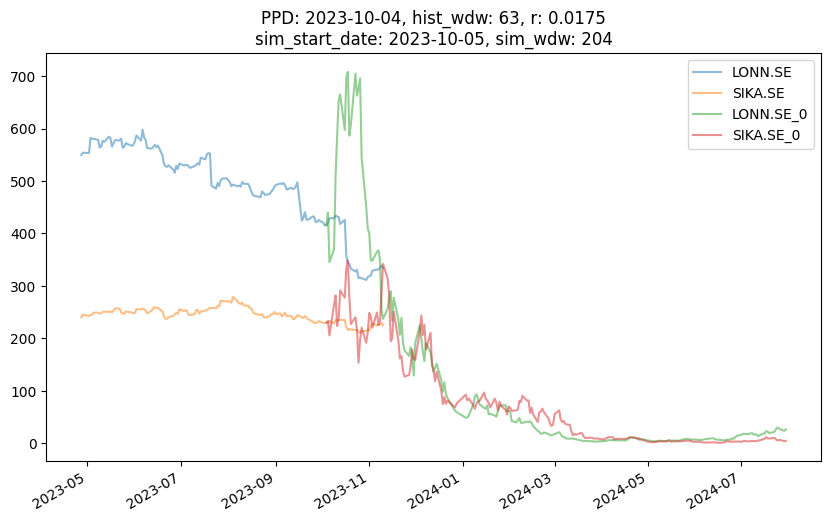 PPD: 2023-10-04, hist_wdw: 63, r: 0.0175
sim_start_date: 2023-10-05, sim_wdw: 204
LONN.SE
SIKA.SE
LONN.SE_0
SIKA.SE_0
700
600
500
400
300
200
100
0
2023-05
2023-07
2023-09
2023-11
2024-01
2024-03
2024-05
2024-07